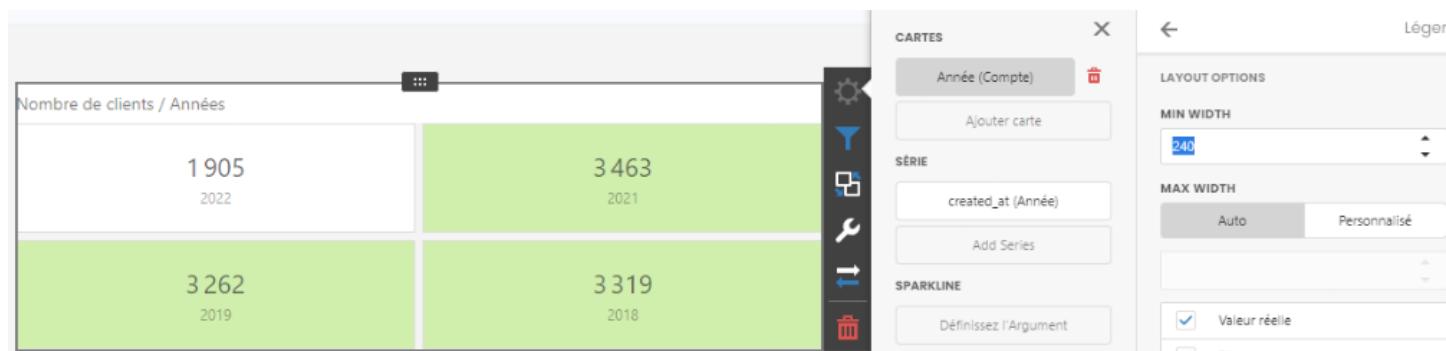 Nombre de clients / Années
1 905
2022
3 463
2021
3 262
2019
3 319
2018
CARTES
Année (Compte)
Ajouter carte
SÉRIE
created_at (Année)
Add Series
SPARKLINE
Définissez l'Argument
Léger
LAYOUT OPTIONS
MIN WIDTH
240
MAX WIDTH
Auto
Personnalisé
Valeur réelle